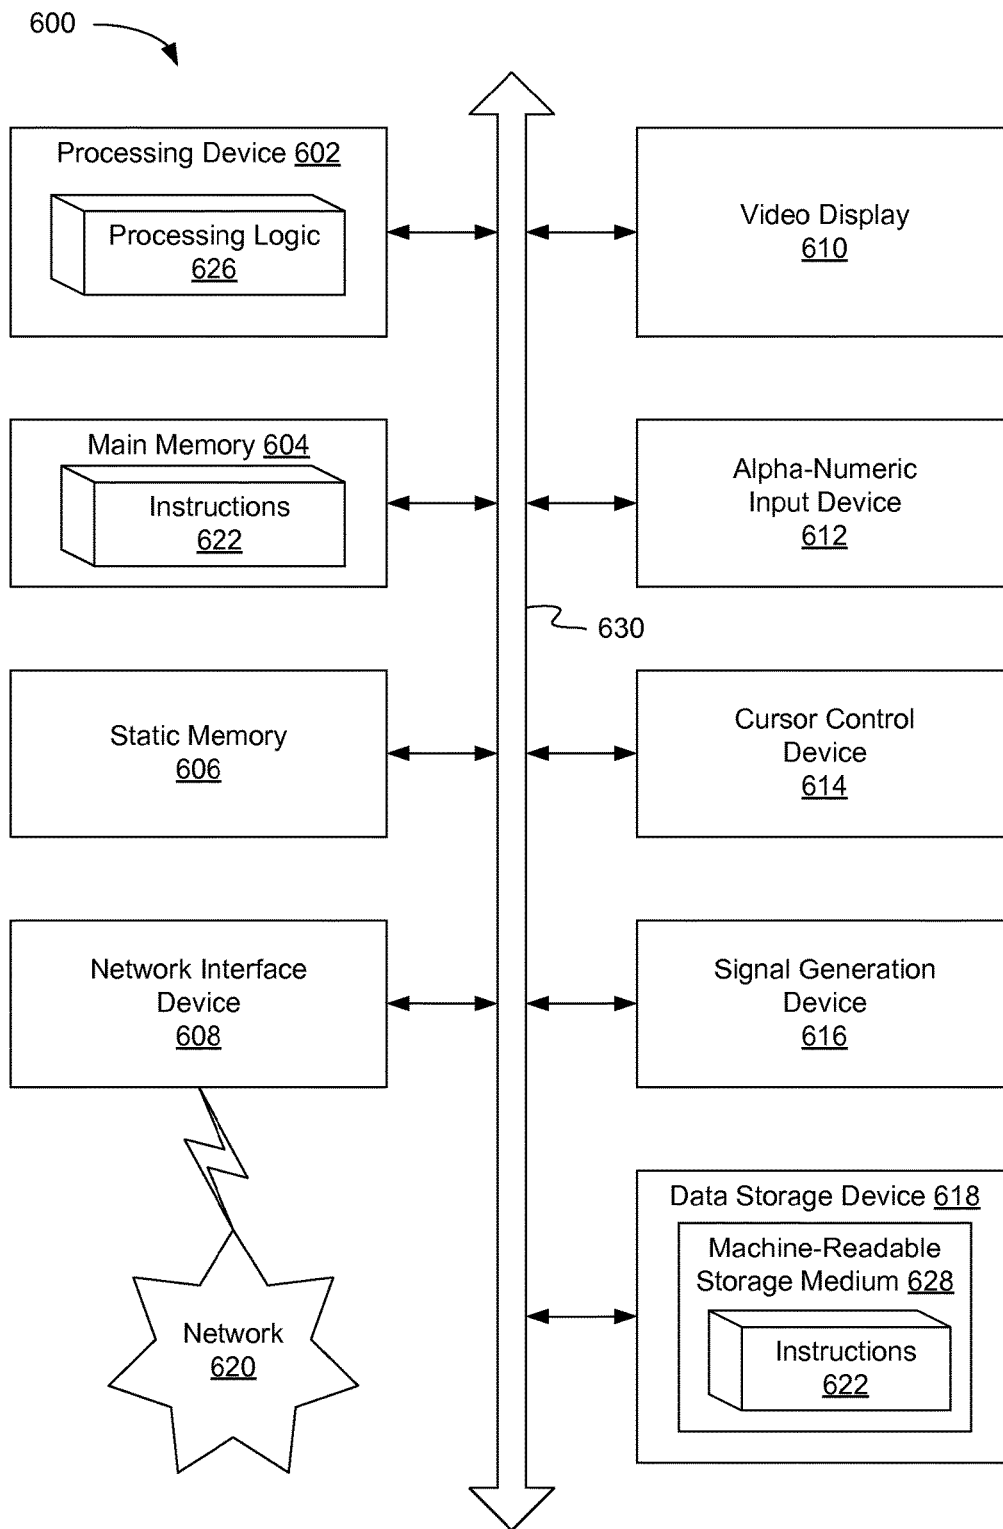 600
Processing Device 602
Processing Logic
626
Video Display
610
Main Memory 604
Instructions
622
Alpha-Numeric
Input Device
612
630
Static Memory
606
Cursor Control
Device
614
Network Interface
Device
608
Signal Generation
Device
616
Data Storage Device 618
Machine-Readable
Storage Medium 628
Instructions
622
Network
620